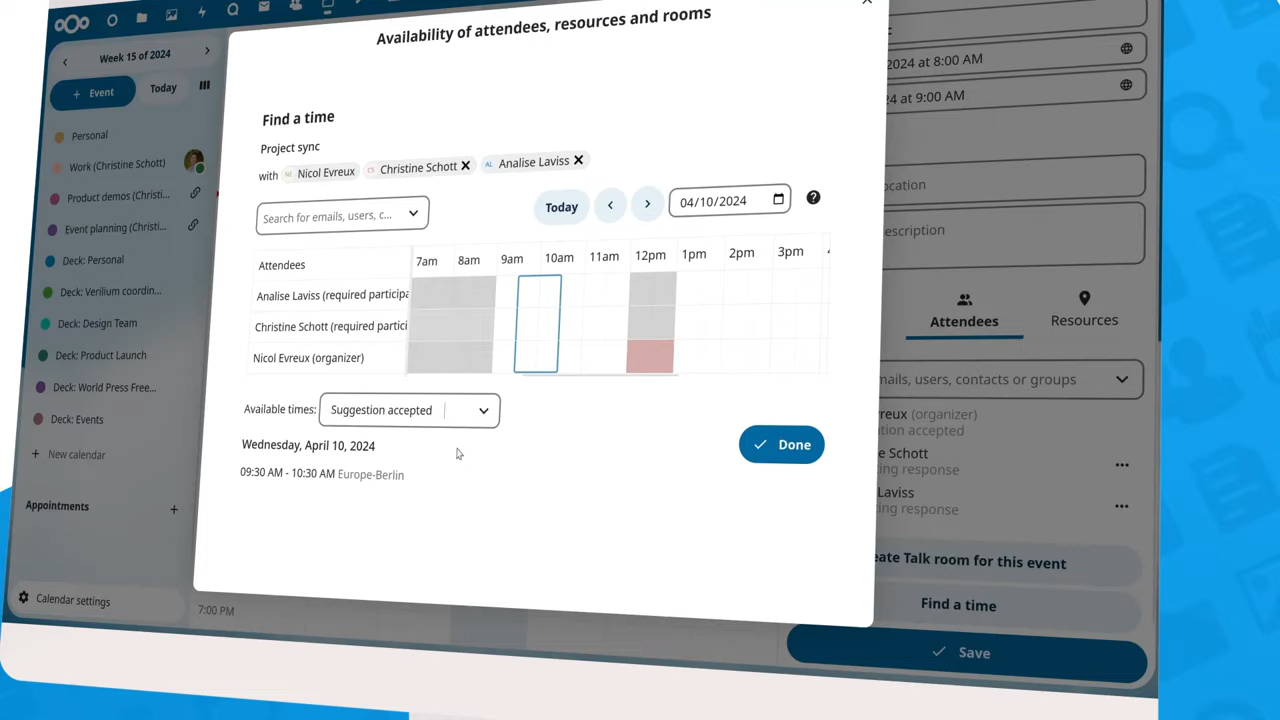 Availability of attendees, resources and rooms
Week 15 of 2024
Event
Today
Personal
Work (Christine Schott)
Product demos (Christi...
Event planning (Christi...
Deck: Personal
Deck: Verilium coordin...
Deck: Design Team
Deck: Product Launch
Deck: World Press Free...
Deck: Events
New calendar
Appointments
Calendar settings
Find a time
Project sync
with Nicol Evreux Christine Schott Analise Laviss
Search for emails, users, c...
Today
04/10/2024
Attendees
7am 8am 9am 10am 11am 12pm 1pm 2pm 3pm
Analise Laviss (required participa
Christine Schott (required partici
Nicol Evreux (organizer)
Available times: Suggestion accepted
Wednesday, April 10, 2024
09:30 AM - 10:30 AM Europe-Berlin
Done
7:00 PM
2024 at 8:00 AM
24 at 9:00 AM
ocation
escription
Attendees
Resources
nails, users, contacts or groups
vreux (organizer)
ion accepted
e Schott
ing response
Laviss
ing response
eate Talk room for this event
Find a time
Save